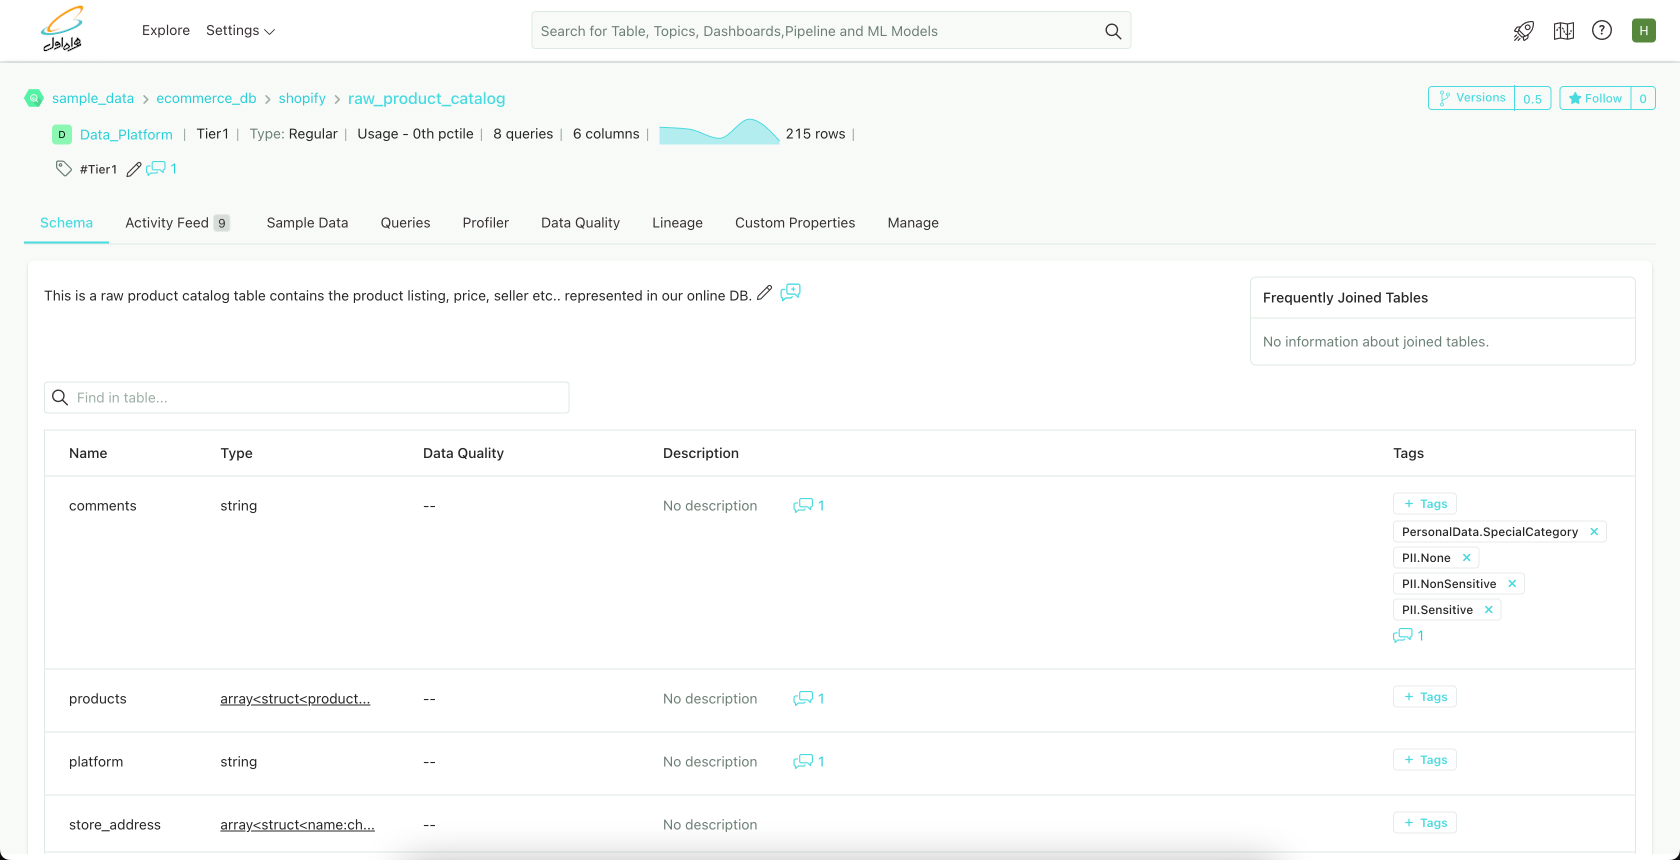 Explore Settings
Search for Table, Topics, Dashboards,Pipeline and ML Models
? H
sample_data > ecommerce_db > shopify > raw_product_catalog
Versions 0.5 Follow 0
D Data_Platform | Tier1 | Type: Regular | Usage - 0th pctile | 8 queries | 6 columns | 215 rows |
#Tier1 1
Schema Activity Feed 9 Sample Data Queries Profiler Data Quality Lineage Custom Properties Manage
This is a raw product catalog table contains the product listing, price, seller etc.. represented in our online DB.
Frequently Joined Tables
No information about joined tables.
Find in table...
Name Type Data Quality Description Tags
comments string -- No description 1 + Tags
PersonalData.SpecialCategory ×
PII.None ×
PII.NonSensitive ×
PII.Sensitive ×
1
products array<struct<product... -- No description 1 + Tags
platform string -- No description 1 + Tags
store_address array<struct<name:ch... -- No description + Tags